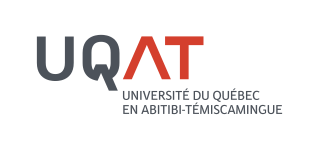 UQAT
UNIVERSITÉ DU QUÉBEC
EN ABITIBI-TÉMISCAMINGUE